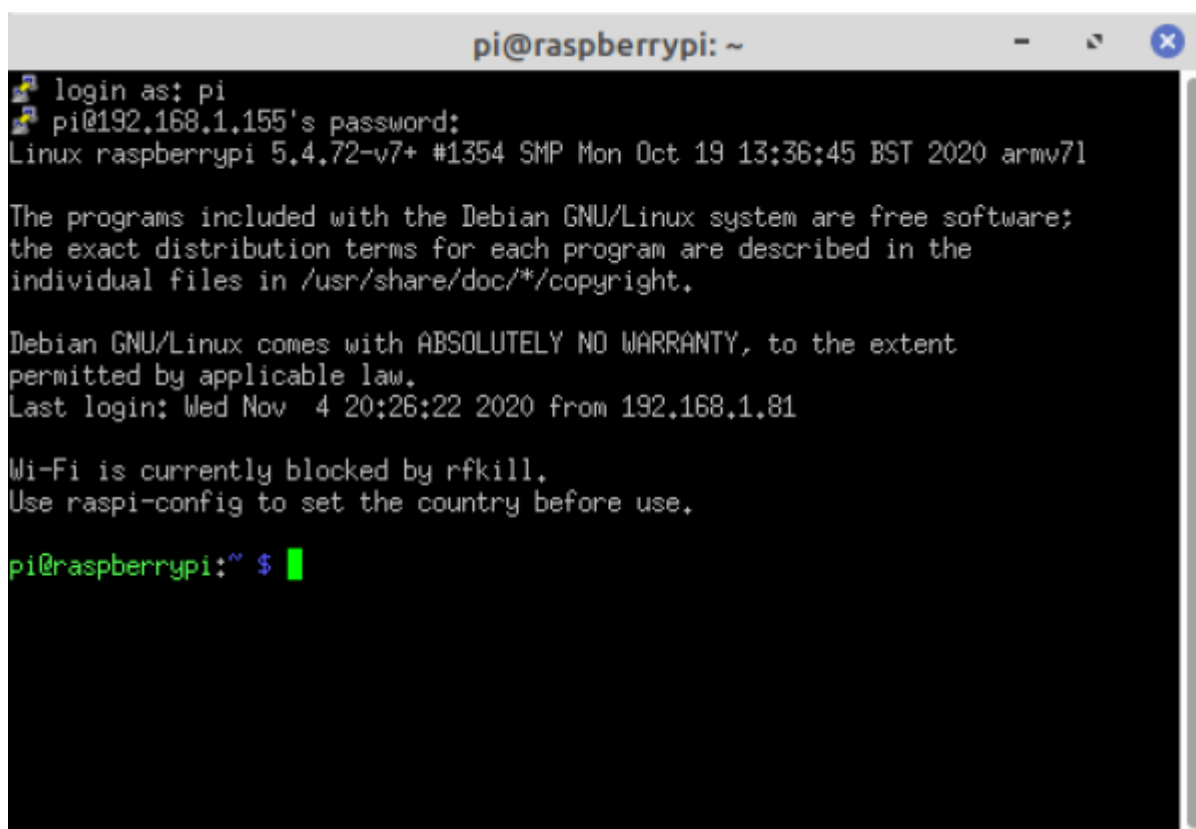 pi@raspberrypi: ~
login as: pi
pi@192.168.1.155's password:
Linux raspberrypi 5.4.72-v7+ #1354 SMP Mon Oct 19 13:36:45 BST 2020 armv7l
The programs included with the Debian GNU/Linux system are free software;
the exact distribution terms for each program are described in the
individual files in /usr/share/doc/*/copyright.
Debian GNU/Linux comes with ABSOLUTELY NO WARRANTY, to the extent
permitted by applicable law.
Last login: Wed Nov  4 20:26:22 2020 from 192.168.1.81
Wi-Fi is currently blocked by rfkill.
Use raspi-config to set the country before use.
pi@raspberrypi:~ $